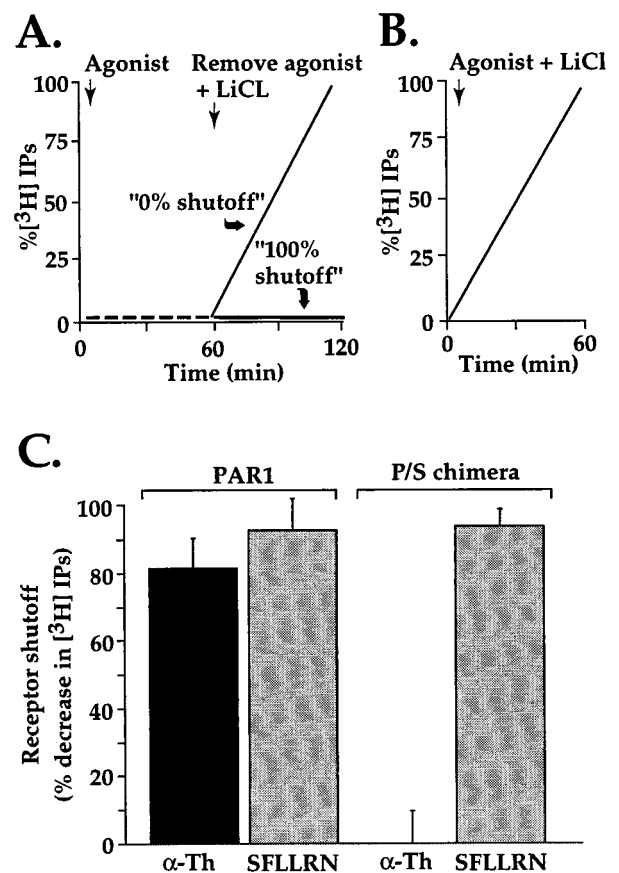 A.
Agonist
Remove agonist
+ LiCL
100
75
50
25
0
%[³H] IPs
"0% shutoff"
"100%
shutoff"
0
60
120
Time (min)
B.
Agonist + LiCl
100
75
50
25
0
%[³H] IPs
0
60
Time (min)
C.
PAR1
P/S chimera
100
80
60
40
20
0
Receptor shutoff
(% decrease in [³H] IPs)
α-Th
SFLLRN
α-Th
SFLLRN